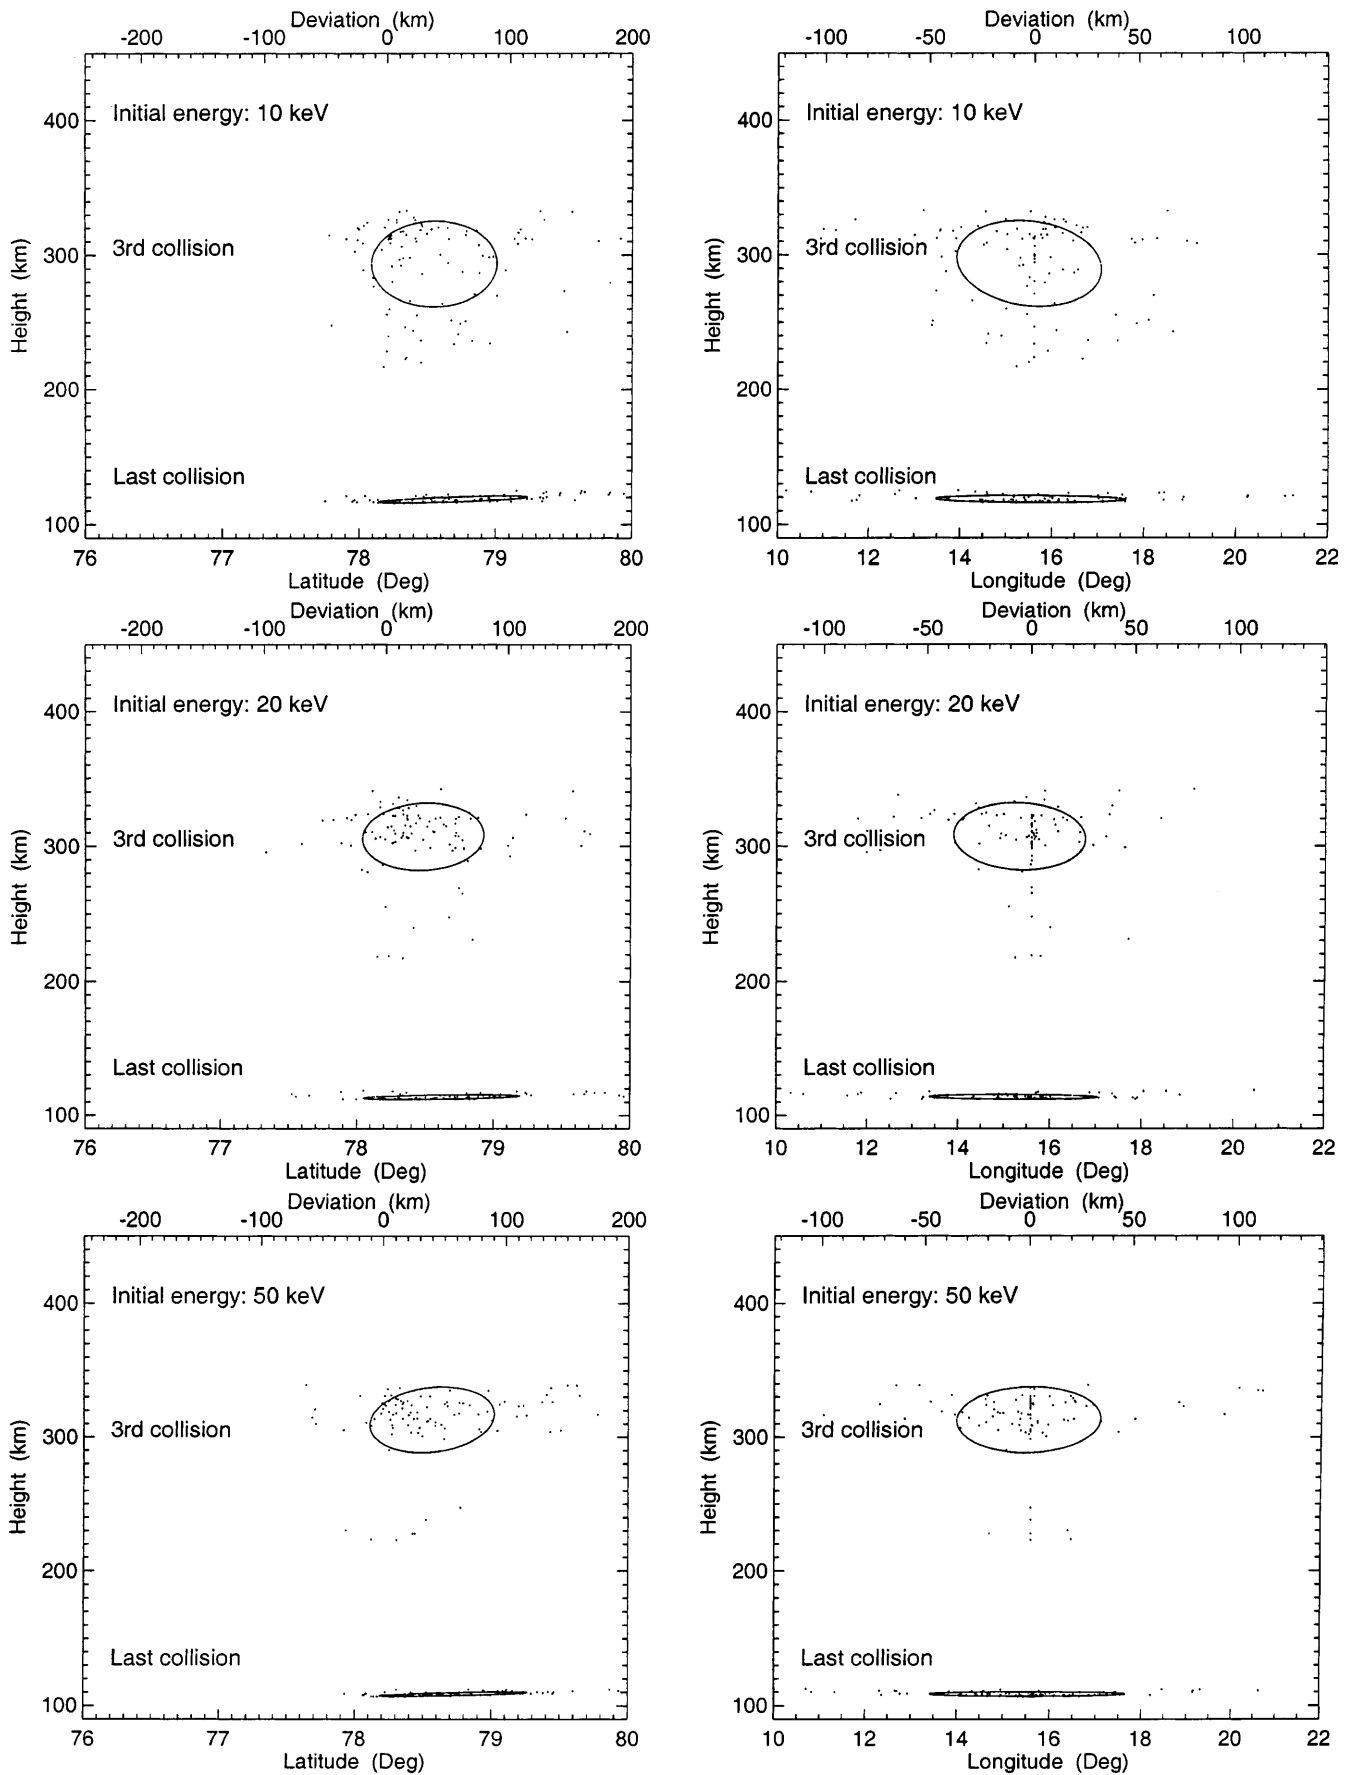 Deviation (km)
-200 -100 0 100 200
Initial energy: 10 keV
400
3rd collision
300
Height (km)
200
Last collision
100
76 77 78 79 80
Latitude (Deg)
Deviation (km)
-100 -50 0 50 100
Initial energy: 10 keV
400
3rd collision
300
Height (km)
200
Last collision
100
10 12 14 16 18 20 22
Longitude (Deg)
Deviation (km)
-200 -100 0 100 200
Initial energy: 20 keV
400
3rd collision
300
Height (km)
200
Last collision
100
76 77 78 79 80
Latitude (Deg)
Deviation (km)
-100 -50 0 50 100
Initial energy: 20 keV
400
3rd collision
300
Height (km)
200
Last collision
100
10 12 14 16 18 20 22
Longitude (Deg)
Deviation (km)
-200 -100 0 100 200
Initial energy: 50 keV
400
3rd collision
300
Height (km)
200
Last collision
100
76 77 78 79 80
Latitude (Deg)
Deviation (km)
-100 -50 0 50 100
Initial energy: 50 keV
400
3rd collision
300
Height (km)
200
Last collision
100
10 12 14 16 18 20 22
Longitude (Deg)